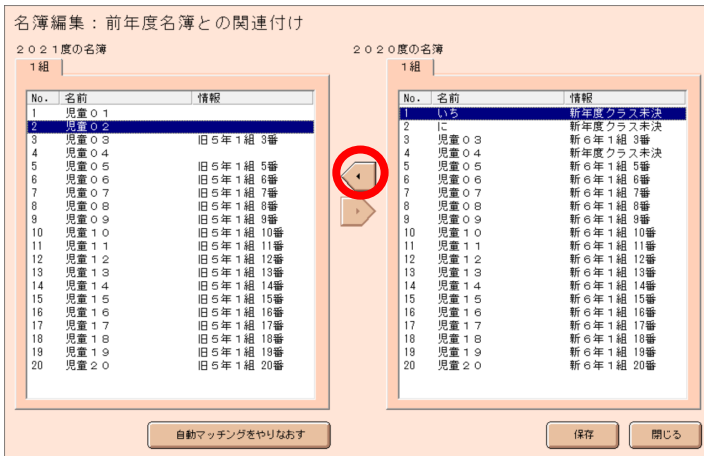 名簿編集：前年度名簿との関連付け
２０２１度の名簿
1組
No. 名前 情報
1 児童０１
2 児童０２
3 児童０３ 旧５年１組 3番
4 児童０４
5 児童０５ 旧５年１組 5番
6 児童０６ 旧５年１組 6番
7 児童０７ 旧５年１組 7番
8 児童０８ 旧５年１組 8番
9 児童０９ 旧５年１組 9番
10 児童１０ 旧５年１組 10番
11 児童１１ 旧５年１組 11番
12 児童１２ 旧５年１組 12番
13 児童１３ 旧５年１組 13番
14 児童１４ 旧５年１組 14番
15 児童１５ 旧５年１組 15番
16 児童１６ 旧５年１組 16番
17 児童１７ 旧５年１組 17番
18 児童１８ 旧５年１組 18番
19 児童１９ 旧５年１組 19番
20 児童２０ 旧５年１組 20番
２０２０度の名簿
1組
No. 名前 情報
1 いち 新年度クラス未決
2 に 新年度クラス未決
3 児童０３ 新６年１組 3番
4 児童０４ 新年度クラス未決
5 児童０５ 新６年１組 5番
6 児童０６ 新６年１組 6番
7 児童０７ 新６年１組 7番
8 児童０８ 新６年１組 8番
9 児童０９ 新６年１組 9番
10 児童１０ 新６年１組 10番
11 児童１１ 新６年１組 11番
12 児童１２ 新６年１組 12番
13 児童１３ 新６年１組 13番
14 児童１４ 新６年１組 14番
15 児童１５ 新６年１組 15番
16 児童１６ 新６年１組 16番
17 児童１７ 新６年１組 17番
18 児童１８ 新６年１組 18番
19 児童１９ 新６年１組 19番
20 児童２０ 新６年１組 20番
自動マッチングをやりなおす
保存
閉じる